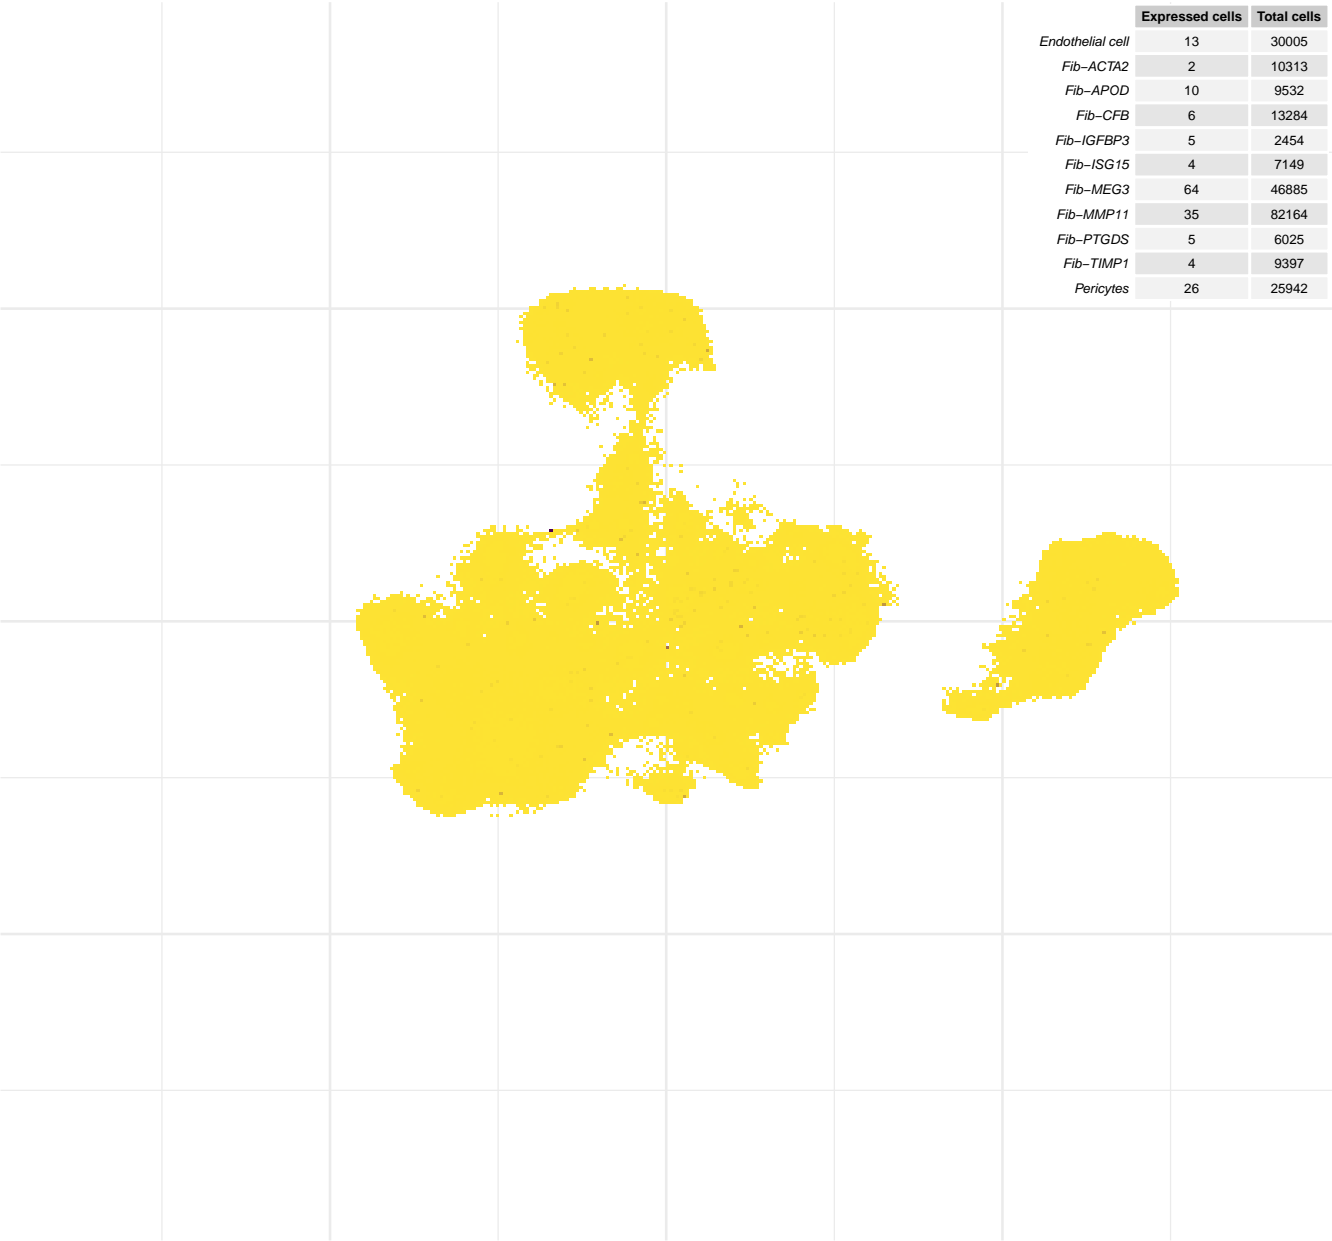 Expressed cells Total cells
Endothelial cell 13 30005
Fib−ACTA2 2 10313
Fib−APOD 10 9532
Fib−CFB 6 13284
Fib−IGFBP3 5 2454
Fib−ISG15 4 7149
Fib−MEG3 64 46885
Fib−MMP11 35 82164
Fib−PTGDS 5 6025
Fib−TIMP1 4 9397
Pericytes 26 25942